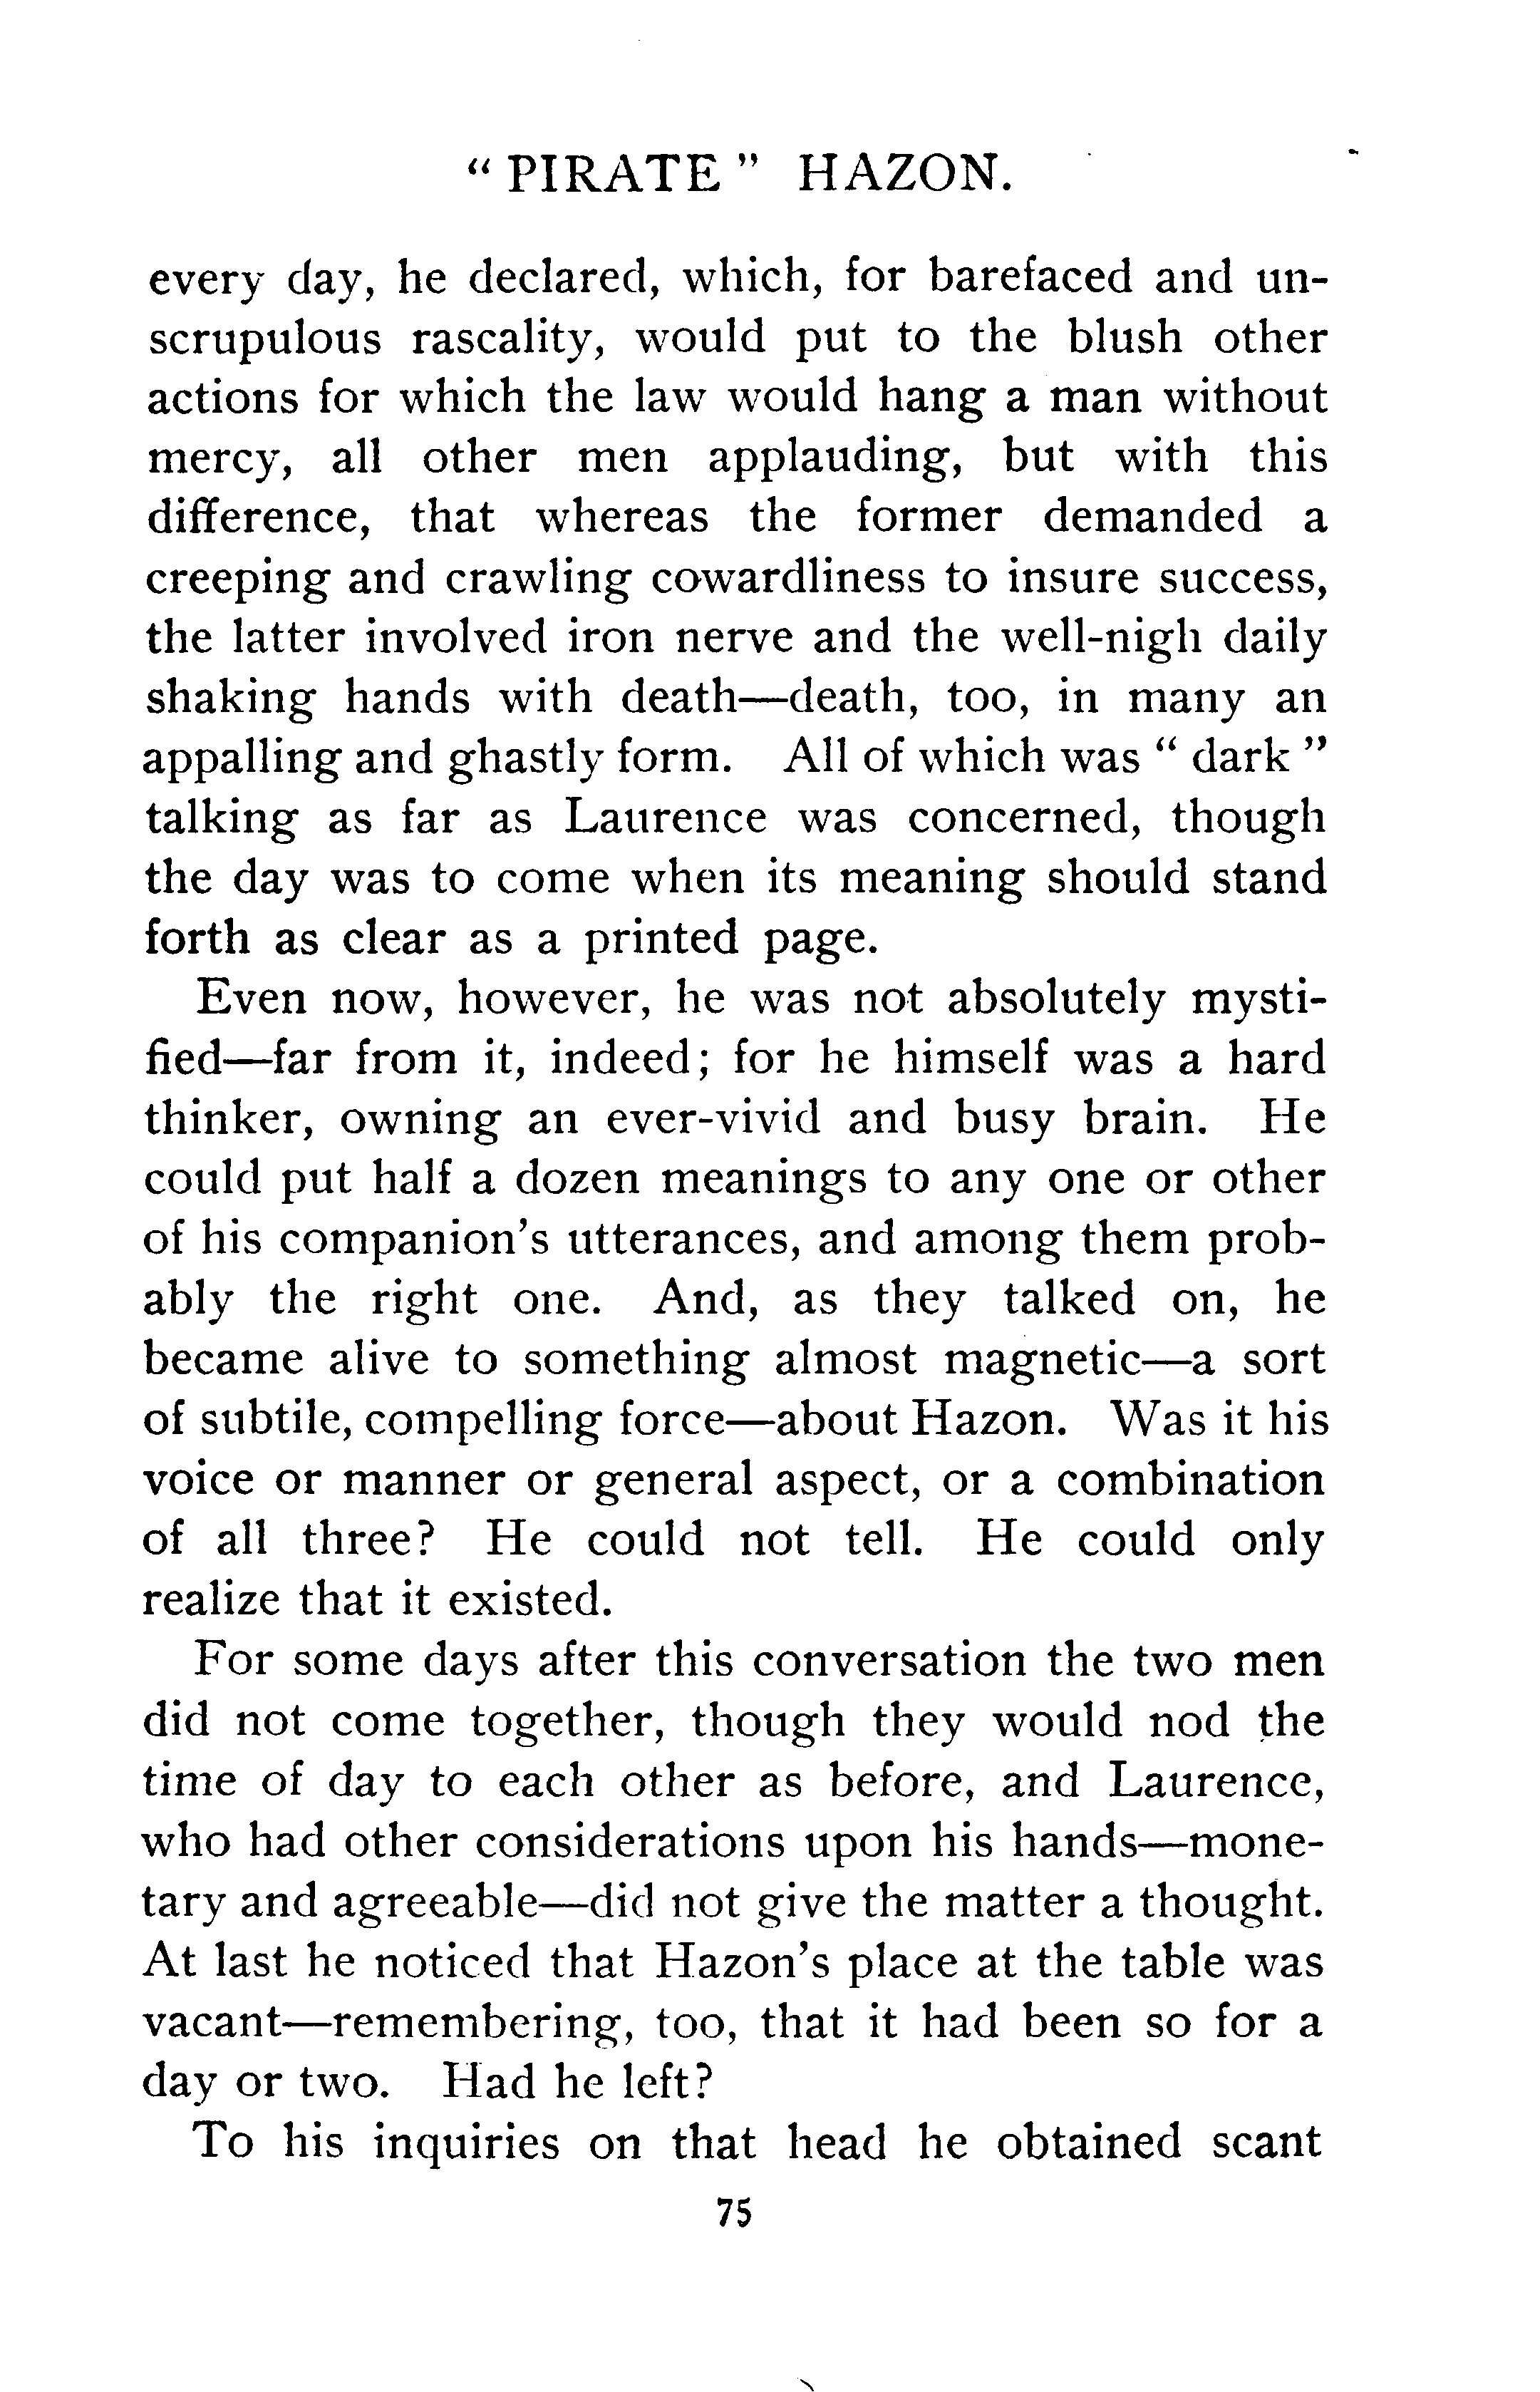 “ PIRATE ” HAZON.
every day, he declared, which, for barefaced and un-
scrupulous rascality, would put to the blush other
actions for which the law would hang a man without
mercy, all other men applauding, but with this
difference, that whereas the former demanded a
creeping and crawling cowardliness to insure success,
the latter involved iron nerve and the well-nigh daily
shaking hands with death—death, too, in many an
appalling and ghastly form. All of which was “ dark ”
talking as far as Laurence was concerned, though
the day was to come when its meaning should stand
forth as clear as a printed page.
Even now, however, he was not absolutely mysti-
fied—far from it, indeed; for he himself was a hard
thinker, owning an ever-vivid and busy brain. He
could put half a dozen meanings to any one or other
of his companion’s utterances, and among them prob-
ably the right one. And, as they talked on, he
became alive to something almost magnetic—a sort
of subtile, compelling force—about Hazon. Was it his
voice or manner or general aspect, or a combination
of all three? He could not tell. He could only
realize that it existed.
For some days after this conversation the two men
did not come together, though they would nod the
time of day to each other as before, and Laurence,
who had other considerations upon his hands—mone-
tary and agreeable—did not give the matter a thought.
At last he noticed that Hazon’s place at the table was
vacant—remembering, too, that it had been so for a
day or two. Had he left?
To his inquiries on that head he obtained scant
75